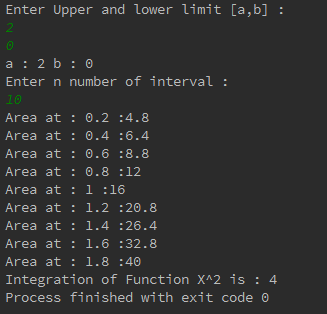 Enter Upper and lower limit [a,b] :
2
0
a : 2 b : 0
Enter n number of interval :
10
Area at : 0.2 :4.8
Area at : 0.4 :6.4
Area at : 0.6 :8.8
Area at : 0.8 :12
Area at : 1 :16
Area at : 1.2 :20.8
Area at : 1.4 :26.4
Area at : 1.6 :32.8
Area at : 1.8 :40
Integration of Function X^2 is : 4
Process finished with exit code 0